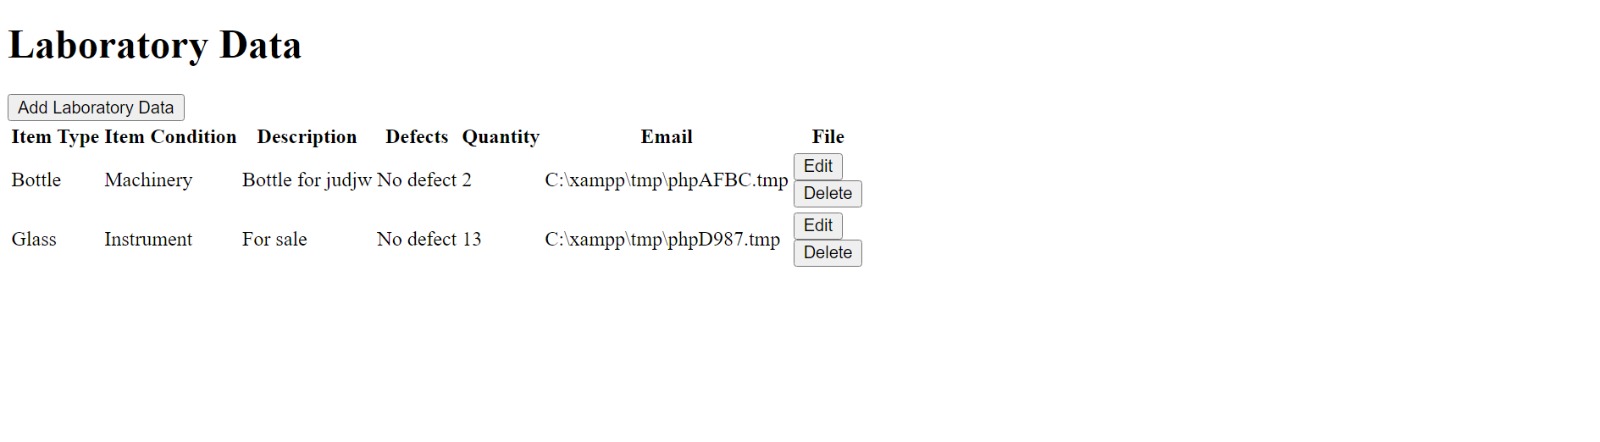 Laboratory Data
Add Laboratory Data
Item Type Item Condition Description Defects Quantity Email File
Bottle Machinery Bottle for judjw No defect 2 C:\xampp\tmp\phpAFBC.tmp Edit
Delete
Glass Instrument For sale No defect 13 C:\xampp\tmp\phpD987.tmp Edit
Delete